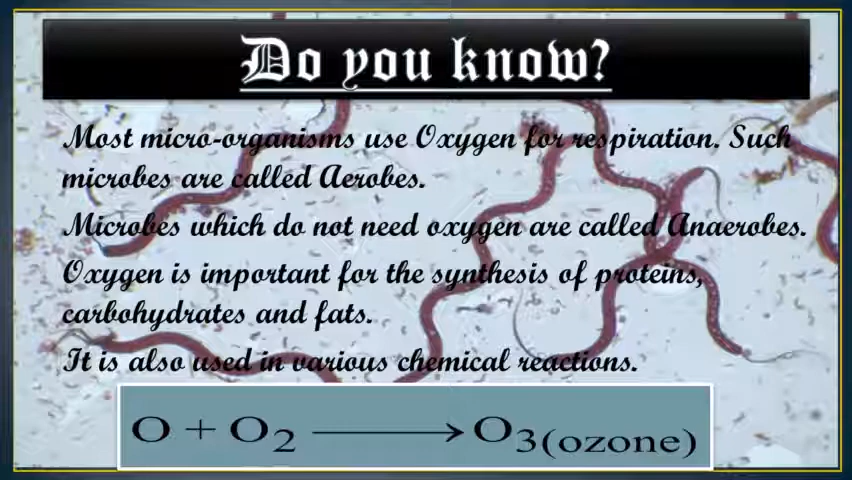 Do you know?
Most micro-organisms use Oxygen for respiration. Such
microbes are called Aerobes.
Microbes which do not need oxygen are called Anaerobes.
Oxygen is important for the synthesis of proteins,
carbohydrates and fats.
It is also used in various chemical reactions.
O + O₂ ⟶ O₃(ozone)